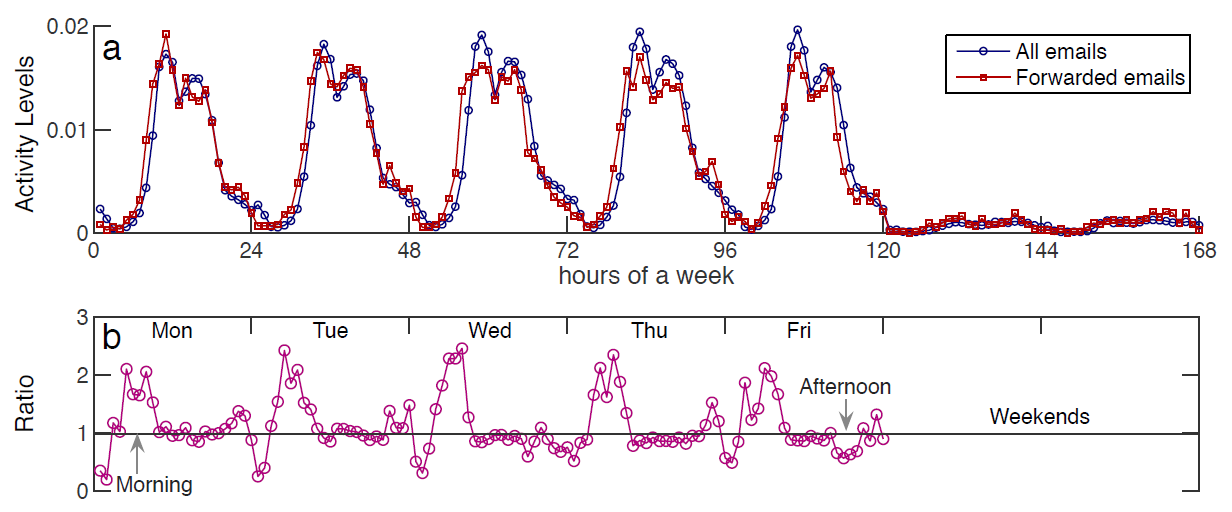 0.02
0.01
0
Activity Levels
a
All emails
Forwarded emails
0 24 48 72 96 120 144 168
hours of a week
3
2
1
0
Ratio
b
Mon Tue Wed Thu Fri
Afternoon
Weekends
Morning